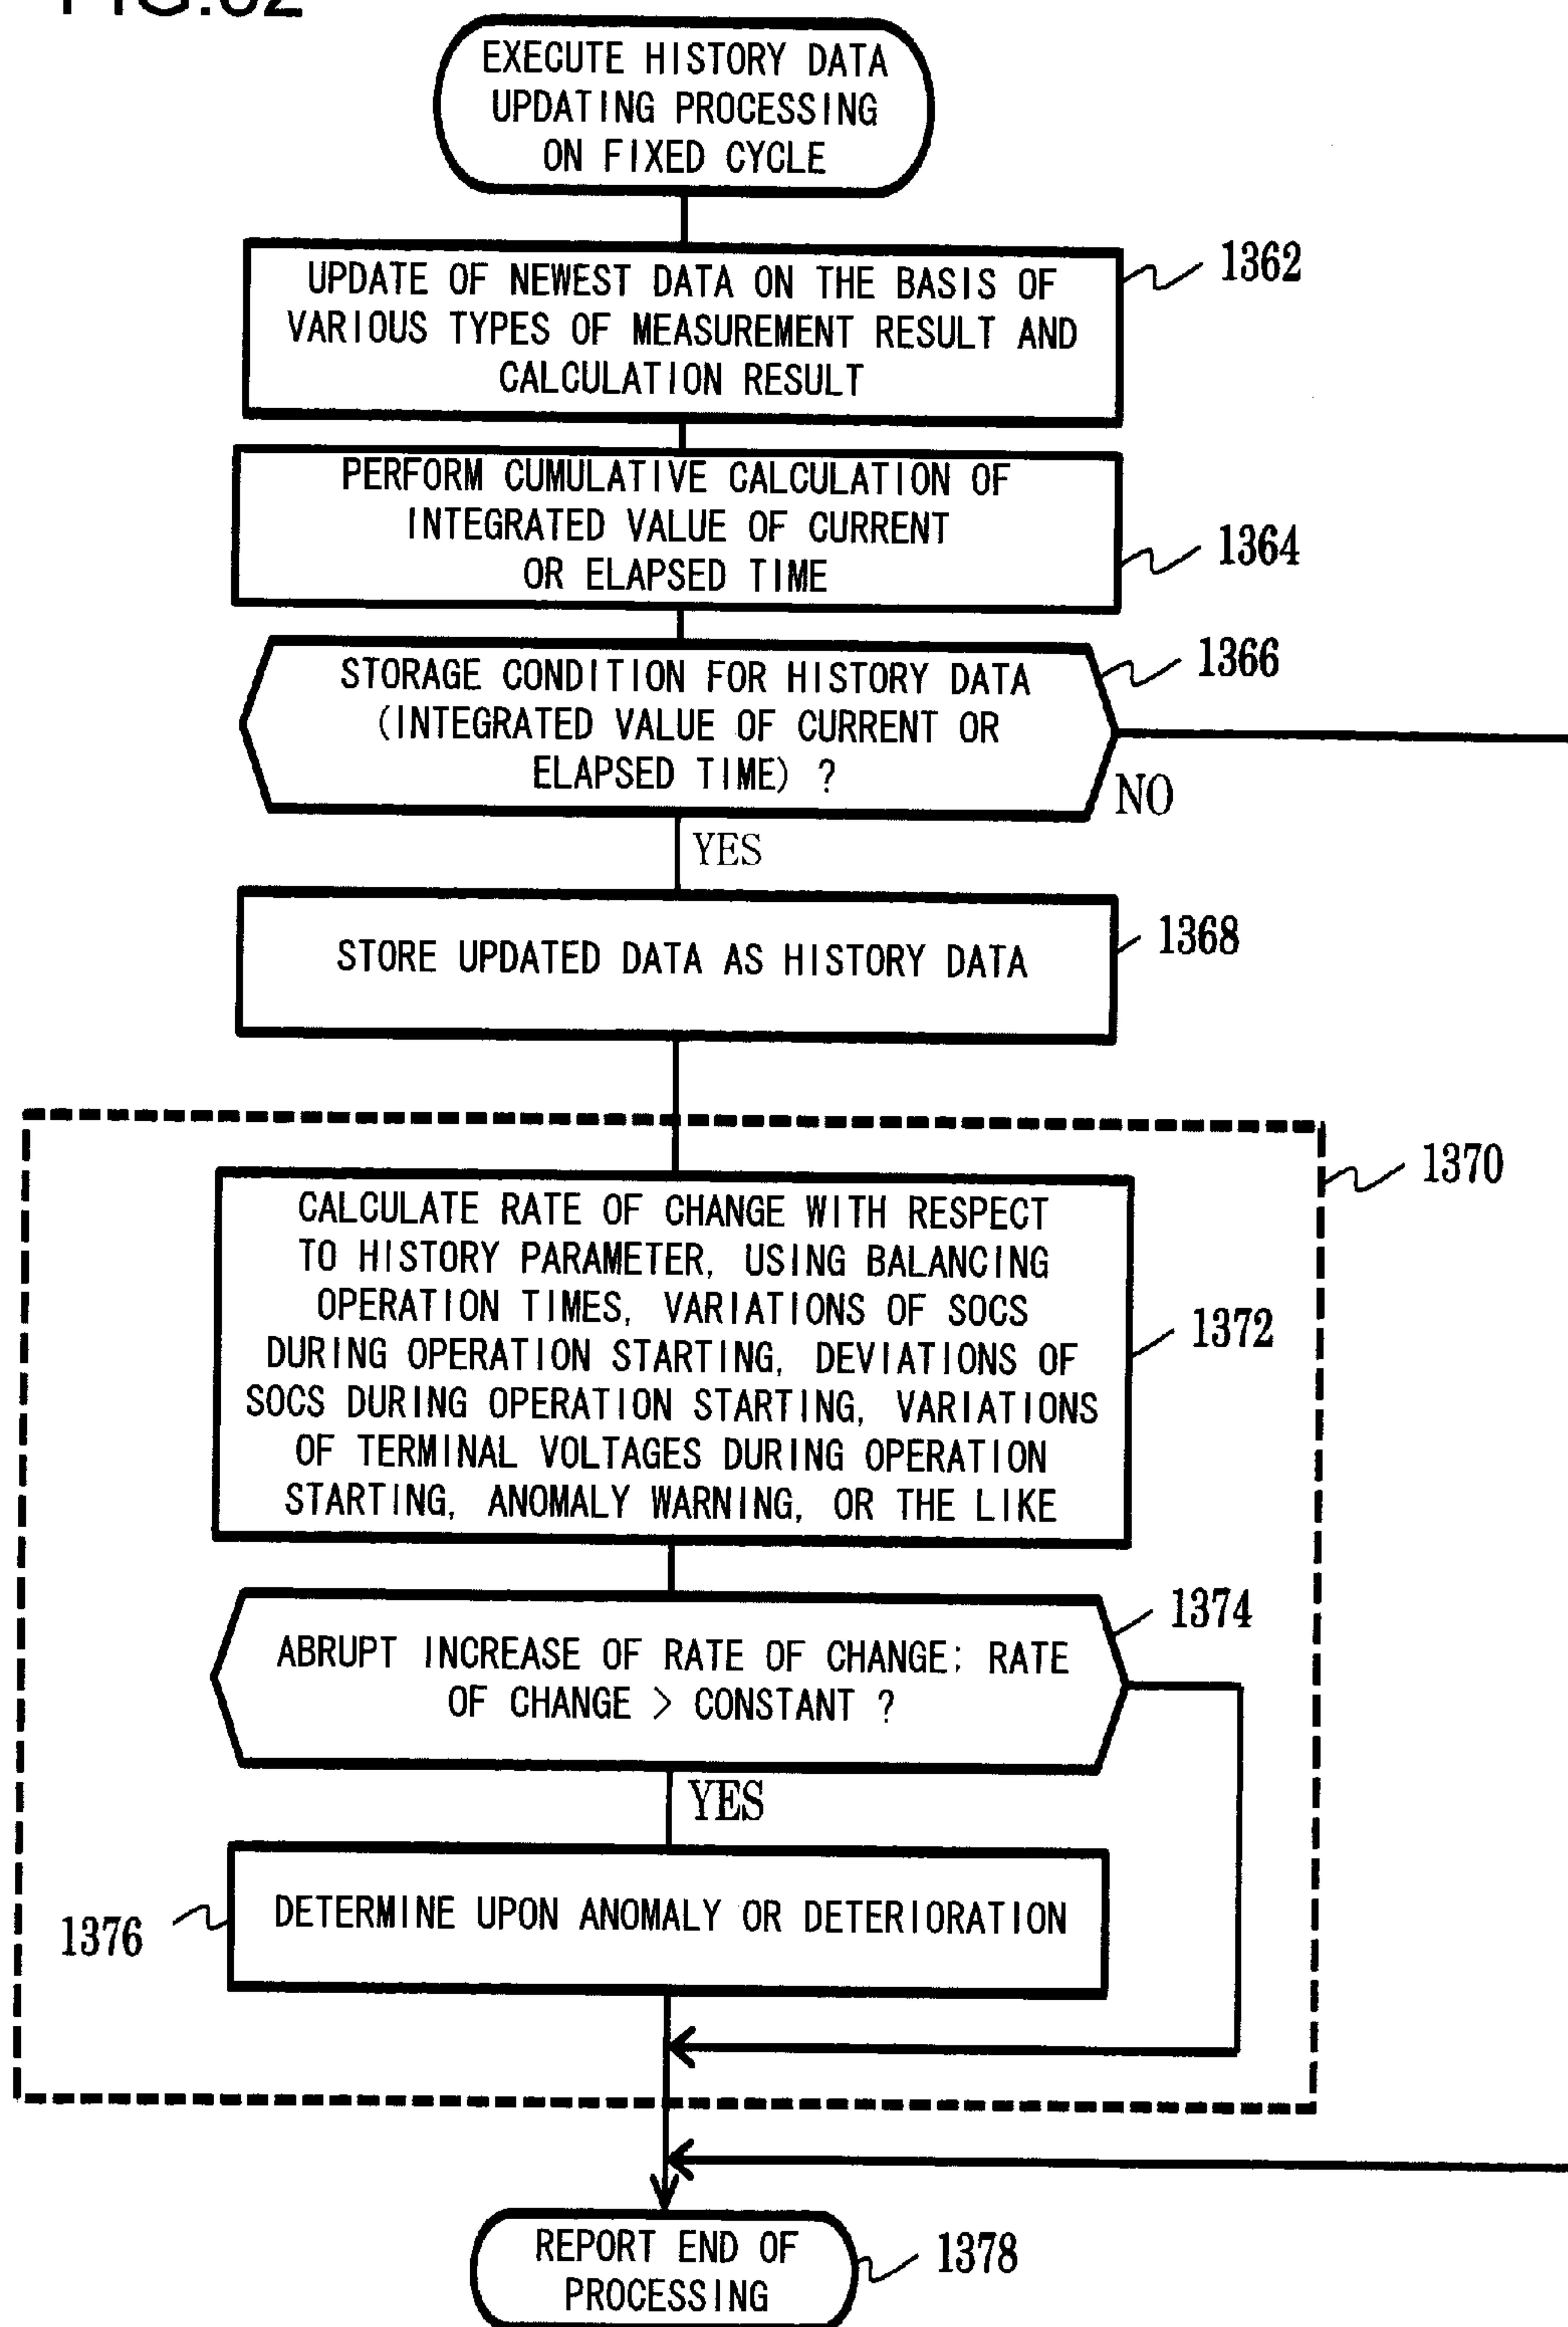 EXECUTE HISTORY DATA
UPDATING PROCESSING
ON FIXED CYCLE
UPDATE OF NEWEST DATA ON THE BASIS OF
VARIOUS TYPES OF MEASUREMENT RESULT AND
CALCULATION RESULT
1362
PERFORM CUMULATIVE CALCULATION OF
INTEGRATED VALUE OF CURRENT
OR ELAPSED TIME
1364
STORAGE CONDITION FOR HISTORY DATA
(INTEGRATED VALUE OF CURRENT OR
ELAPSED TIME) ?
1366
NO
YES
STORE UPDATED DATA AS HISTORY DATA
1368
1370
CALCULATE RATE OF CHANGE WITH RESPECT
TO HISTORY PARAMETER, USING BALANCING
OPERATION TIMES, VARIATIONS OF SOCS
DURING OPERATION STARTING, DEVIATIONS OF
SOCS DURING OPERATION STARTING, VARIATIONS
OF TERMINAL VOLTAGES DURING OPERATION
STARTING, ANOMALY WARNING, OR THE LIKE
1372
ABRUPT INCREASE OF RATE OF CHANGE: RATE
OF CHANGE > CONSTANT ?
1374
YES
DETERMINE UPON ANOMALY OR DETERIORATION
1376
REPORT END OF
PROCESSING
1378